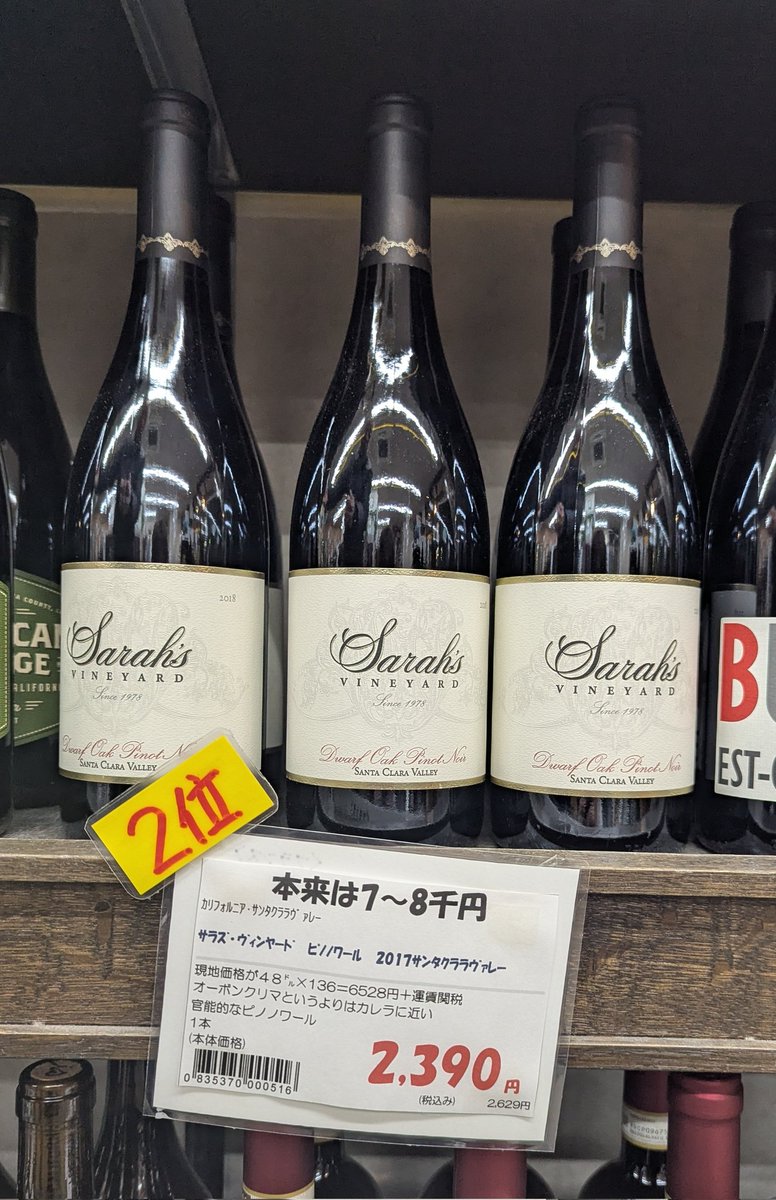 2018
Sarah's
VINEYARD
Since 1978
Dwarf Oak Pinot Noir
SANTA CLARA VALLEY
Sarah's
VINEYARD
Since 1978
Dwarf Oak Pinot Noir
SANTA CLARA VALLEY
Sarah's
VINEYARD
Since 1978
Dwarf Oak Pinot Noir
SANTA CLARA VALLEY
CAN
GE
ALIFORN
B
EST-
2位
本来は7〜8千円
カリフォルニア・サンタクララヴァレー
サラズ・ヴィンヤード ピノノワール 2017サンタクララヴァレー
現地価格が48㌦×136=6528円+運賃関税
オーボンクリマというよりはカレラに近い
官能的なピノノワール
1本
(本体価格)
2,390円
(税込み) 2,629円
0 835370 000516